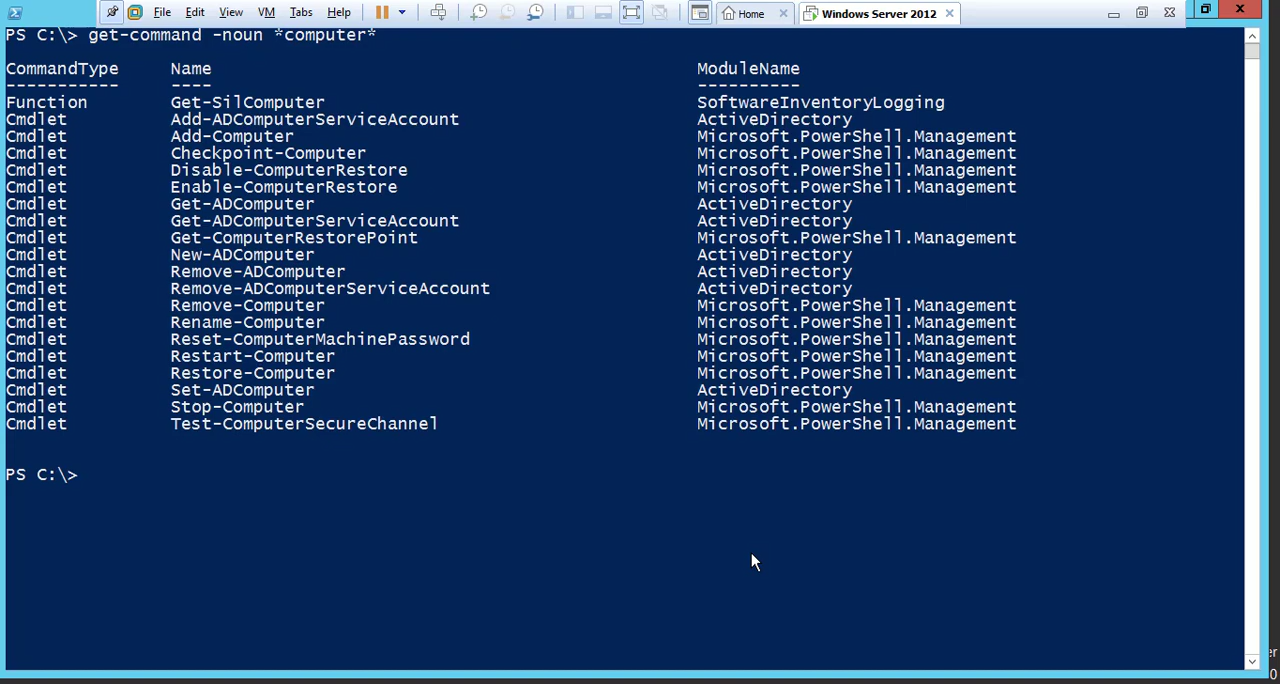 File Edit View VM Tabs Help Home Windows Server 2012
PS C:\> get-command -noun *computer*
CommandType Name ModuleName
----------- ---- ----------
Function Get-SilComputer SoftwareInventoryLogging
Cmdlet Add-ADComputerServiceAccount ActiveDirectory
Cmdlet Add-Computer Microsoft.PowerShell.Management
Cmdlet Checkpoint-Computer Microsoft.PowerShell.Management
Cmdlet Disable-ComputerRestore Microsoft.PowerShell.Management
Cmdlet Enable-ComputerRestore Microsoft.PowerShell.Management
Cmdlet Get-ADComputer ActiveDirectory
Cmdlet Get-ADComputerServiceAccount ActiveDirectory
Cmdlet Get-ComputerRestorePoint Microsoft.PowerShell.Management
Cmdlet New-ADComputer ActiveDirectory
Cmdlet Remove-ADComputer ActiveDirectory
Cmdlet Remove-ADComputerServiceAccount ActiveDirectory
Cmdlet Remove-Computer Microsoft.PowerShell.Management
Cmdlet Rename-Computer Microsoft.PowerShell.Management
Cmdlet Reset-ComputerMachinePassword Microsoft.PowerShell.Management
Cmdlet Restart-Computer Microsoft.PowerShell.Management
Cmdlet Restore-Computer Microsoft.PowerShell.Management
Cmdlet Set-ADComputer ActiveDirectory
Cmdlet Stop-Computer Microsoft.PowerShell.Management
Cmdlet Test-ComputerSecureChannel Microsoft.PowerShell.Management
PS C:\>